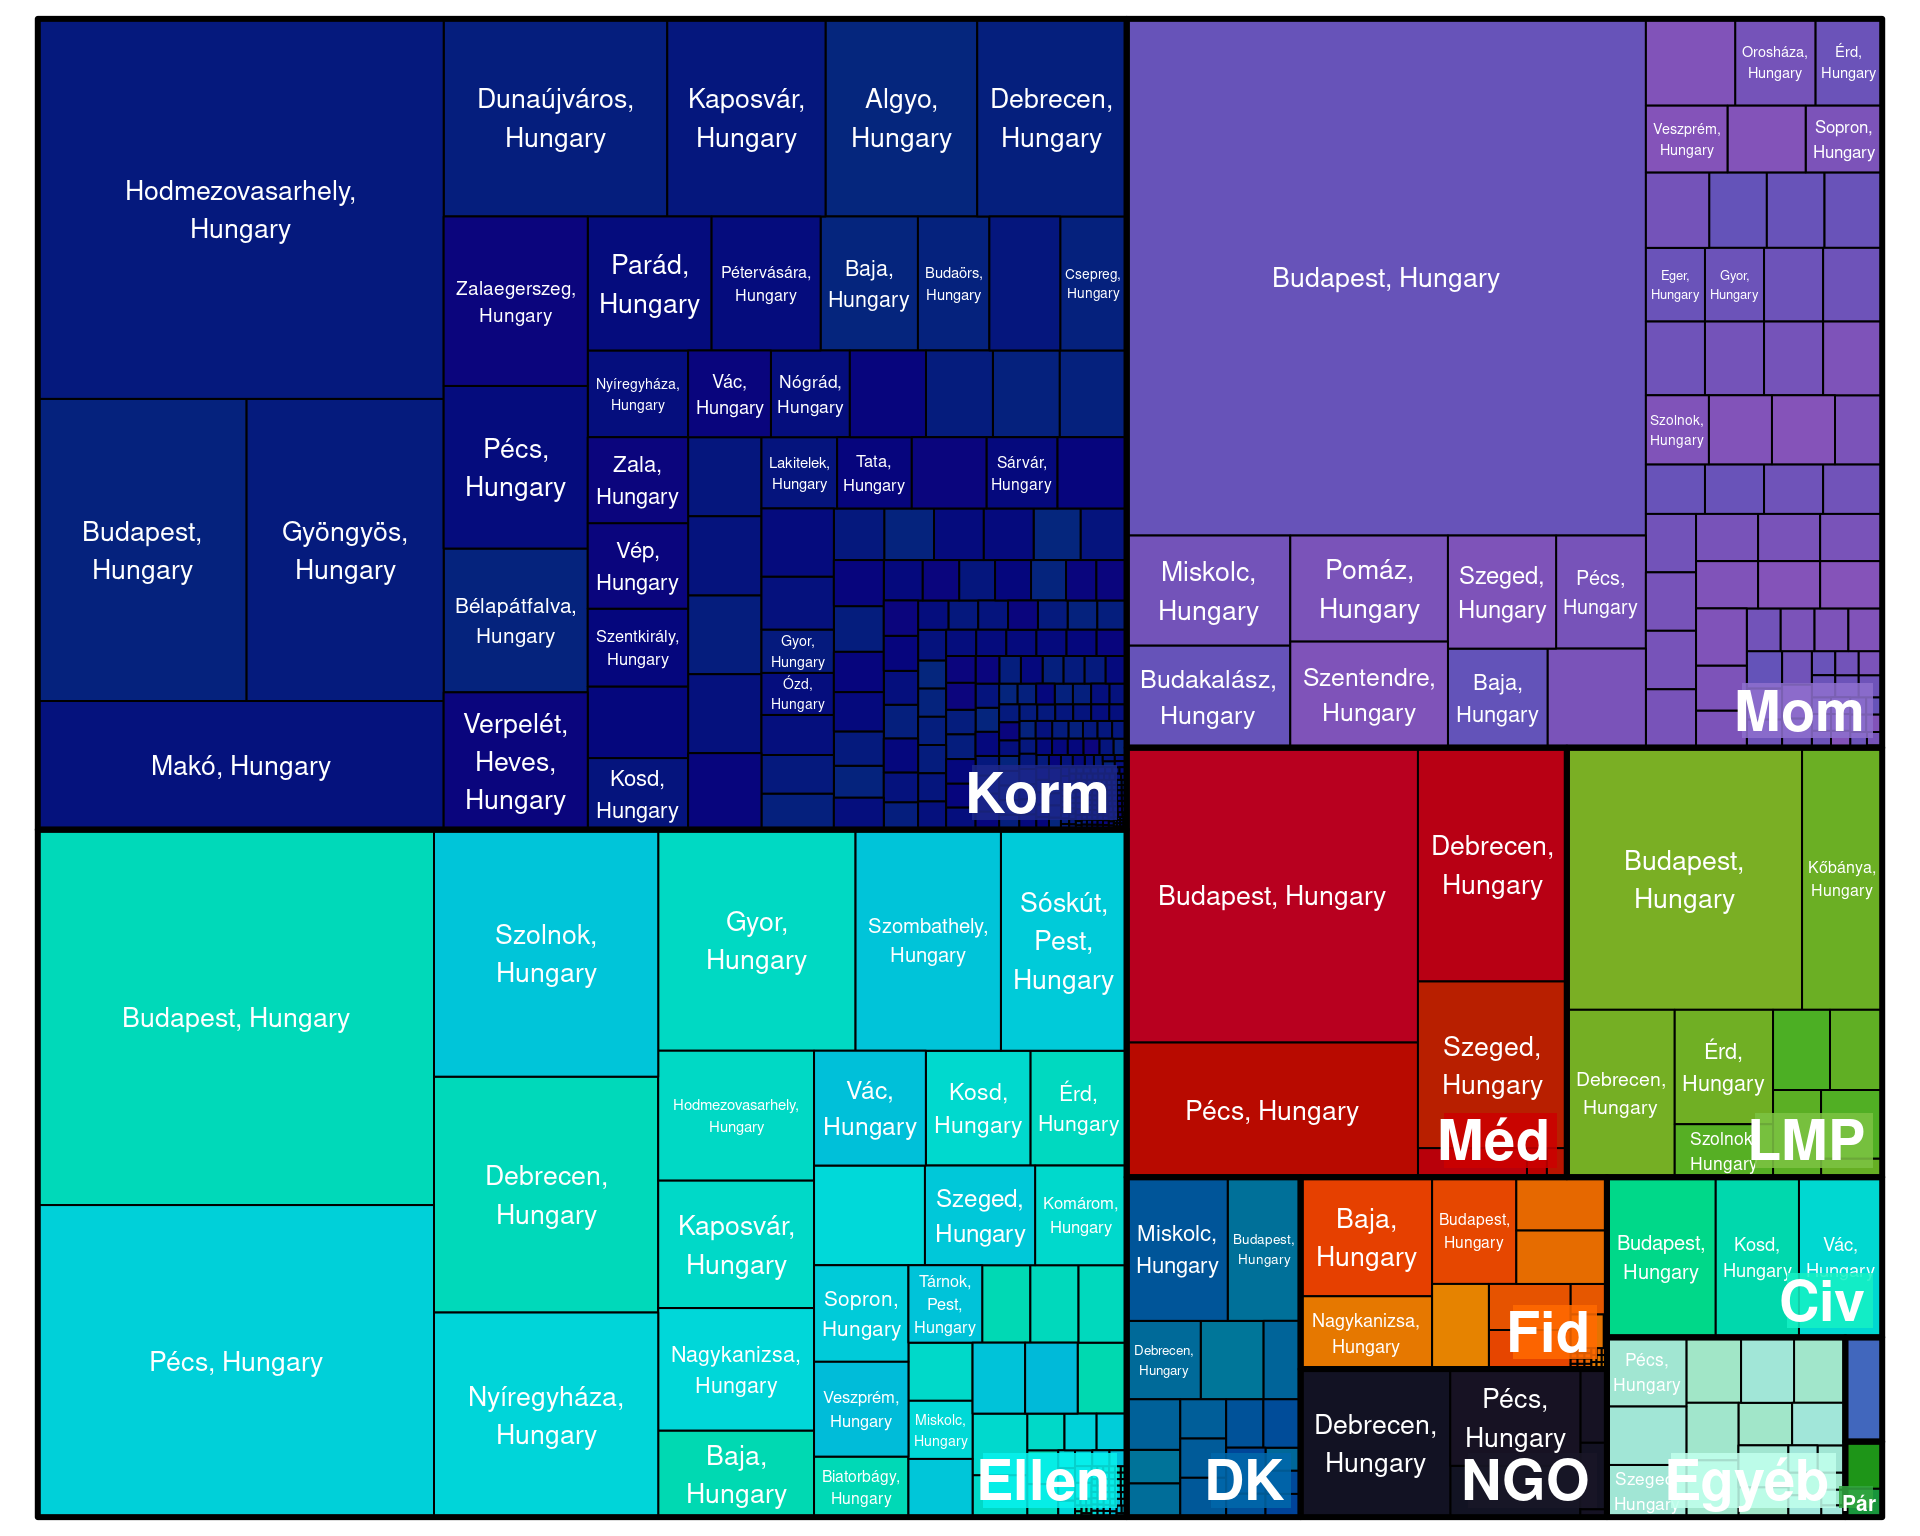 Hodmezovasarhely,
Hungary
Budapest,
Hungary
Gyöngyös,
Hungary
Makó, Hungary
Dunaújváros,
Hungary
Kaposvár,
Hungary
Algyo,
Hungary
Debrecen,
Hungary
Zalaegerszeg,
Hungary
Pécs,
Hungary
Bélapátfalva,
Hungary
Verpelét,
Heves,
Hungary
Parád,
Hungary
Pétervására,
Hungary
Baja,
Hungary
Budaörs,
Hungary
Csepreg,
Hungary
Nyíregyháza,
Hungary
Vác,
Hungary
Nógrád,
Hungary
Zala,
Hungary
Vép,
Hungary
Szentkirály,
Hungary
Kosd,
Hungary
Lakitelek,
Hungary
Tata,
Hungary
Sárvár,
Hungary
Gyor,
Hungary
Ózd,
Hungary
Korm
Budapest, Hungary
Miskolc,
Hungary
Budakalász,
Hungary
Pomáz,
Hungary
Szentendre,
Hungary
Szeged,
Hungary
Pécs,
Hungary
Baja,
Hungary
Orosháza,
Hungary
Érd,
Hungary
Veszprém,
Hungary
Sopron,
Hungary
Eger,
Hungary
Gyor,
Hungary
Szolnok,
Hungary
Mom
Budapest, Hungary
Pécs, Hungary
Szolnok,
Hungary
Debrecen,
Hungary
Nyíregyháza,
Hungary
Gyor,
Hungary
Szombathely,
Hungary
Sóskút,
Pest,
Hungary
Hodmezovasarhely,
Hungary
Kaposvár,
Hungary
Nagykanizsa,
Hungary
Baja,
Hungary
Vác,
Hungary
Kosd,
Hungary
Érd,
Hungary
Szeged,
Hungary
Komárom,
Hungary
Sopron,
Hungary
Tárnok,
Pest,
Hungary
Veszprém,
Hungary
Miskolc,
Hungary
Biatorbágy,
Hungary
Ellen
Budapest, Hungary
Pécs, Hungary
Debrecen,
Hungary
Szeged,
Hungary
Méd
Budapest,
Hungary
Kőbánya,
Hungary
Debrecen,
Hungary
Érd,
Hungary
Szolnok,
Hungary
LMP
Miskolc,
Hungary
Budapest,
Hungary
Debrecen,
Hungary
DK
Baja,
Hungary
Budapest,
Hungary
Nagykanizsa,
Hungary
Fid
Debrecen,
Hungary
Pécs,
Hungary
NGO
Budapest,
Hungary
Kosd,
Hungary
Vác,
Hungary
Civ
Pécs,
Hungary
Szeged,
Hungary
Egyéb
Pár